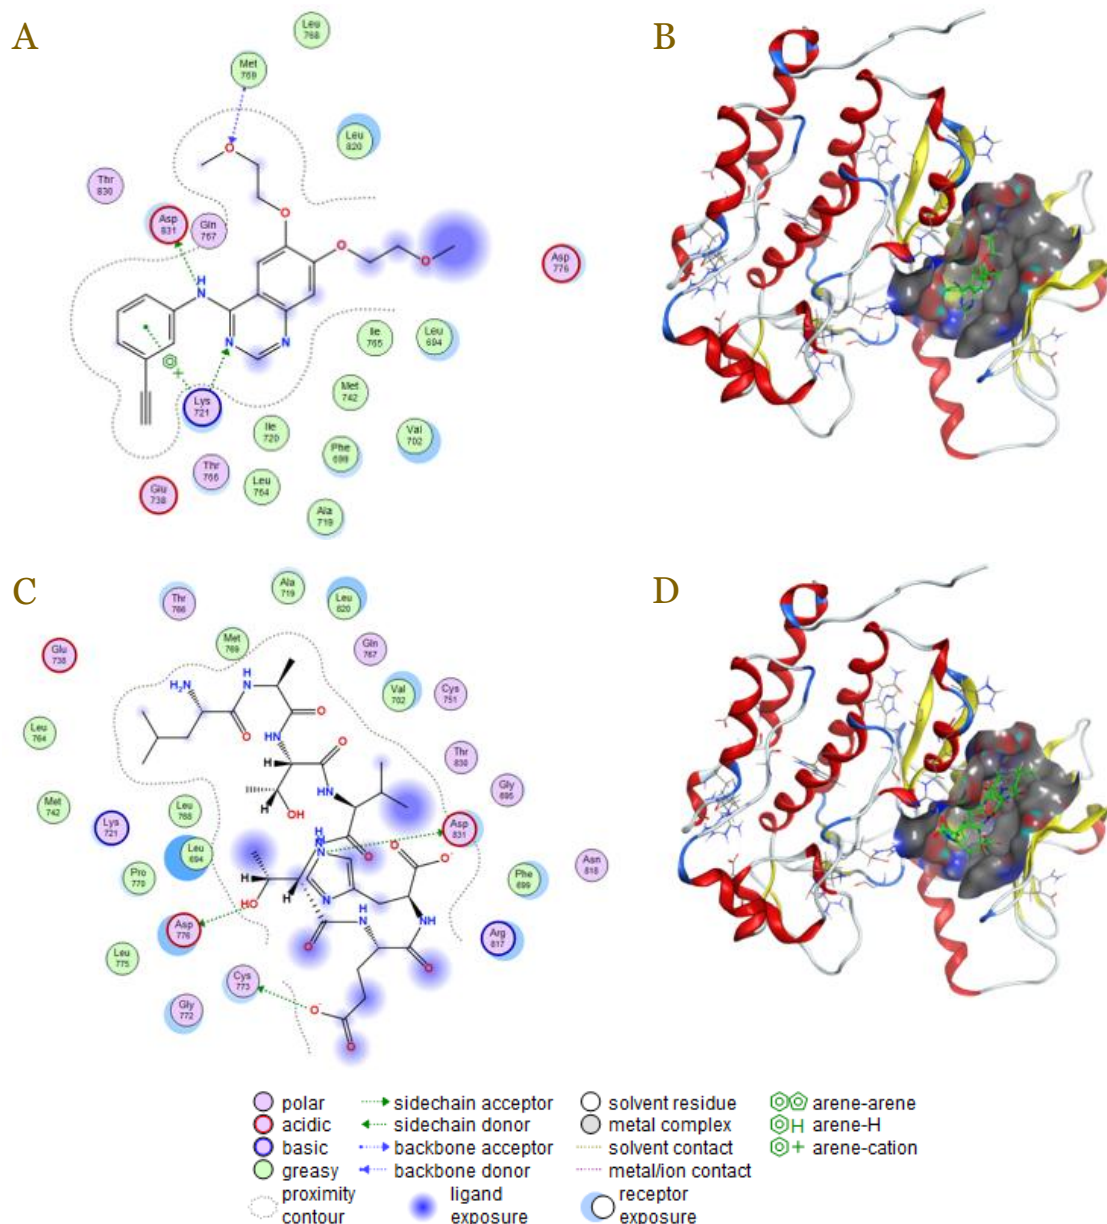 A
B
Leu
768
Met
769
Leu
820
Thr
830
Asp
831
Gln
767
O
O
O
O
Asp
776
H
N
N
N
Ile
765
Leu
694
Met
742
Lys
721
Ile
720
Phe
699
Val
702
Thr
766
Leu
764
Glu
738
Ala
719
C
D
Thr
766
Ala
719
Leu
820
Glu
738
Met
769
Gln
767
Val
702
Cys
751
H₂N
H
N
O
O
HN
Leu
764
Thr
830
Gly
695
H
O
NH
H
OH
Met
742
Leu
768
Lys
721
Asp
831
Leu
694
O
O⁻
O
Asn
818
Pro
770
Phe
699
H
HO
H
N
N
H
N
NH
Asp
776
Arg
817
Leu
775
O
O
O
Cys
773
Gly
772
O⁻
O
polar
sidechain acceptor
solvent residue
arene-arene
acidic
sidechain donor
metal complex
H arene-H
basic
backbone acceptor
solvent contact
+ arene-cation
greasy
backbone donor
metal/ion contact
proximity
contour
ligand
exposure
receptor
exposure